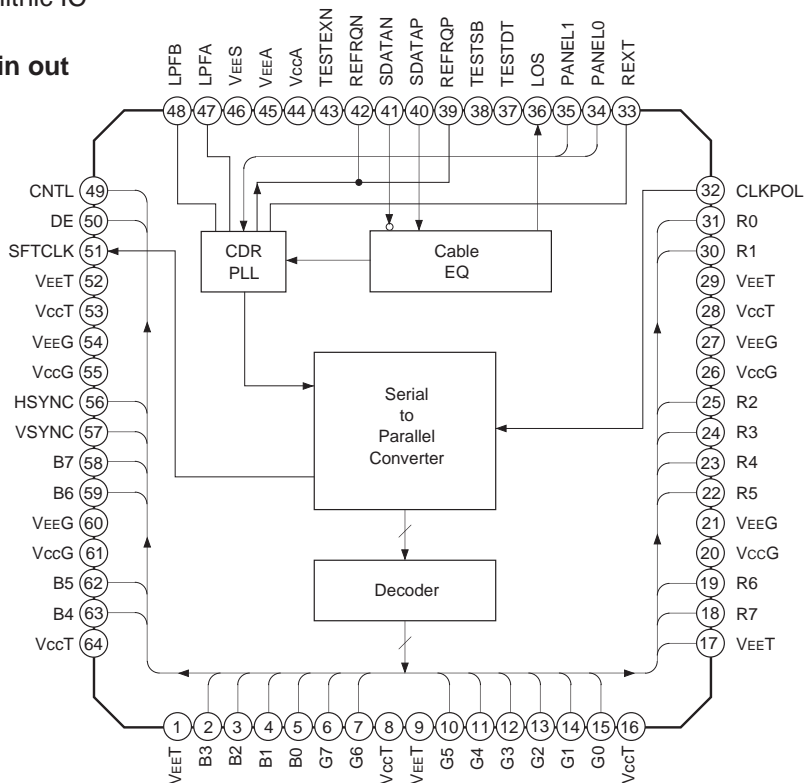 lithic IC
in out
LPFB
LPFA
VEES
VEEA
VCCA
TESTEXN
REFRQN
SDATAN
SDATAP
REFRQP
TESTSB
TESTDT
LOS
PANEL1
PANEL0
REXT
48 47 46 45 44 43 42 41 40 39 38 37 36 35 34 33
CNTL 49
DE 50
SFTCLK 51
VEET 52
VccT 53
VEEG 54
VccG 55
HSYNC 56
VSYNC 57
B7 58
B6 59
VEEG 60
VccG 61
B5 62
B4 63
VccT 64
CDR
PLL
Cable
EQ
Serial
to
Parallel
Converter
Decoder
32 CLKPOL
31 R0
30 R1
29 VEET
28 VccT
27 VEEG
26 VccG
25 R2
24 R3
23 R4
22 R5
21 VEEG
20 VccG
19 R6
18 R7
17 VEET
1 2 3 4 5 6 7 8 9 10 11 12 13 14 15 16
VEET
B3
B2
B1
B0
G7
G6
VccT
VEET
G5
G4
G3
G2
G1
G0
VccT